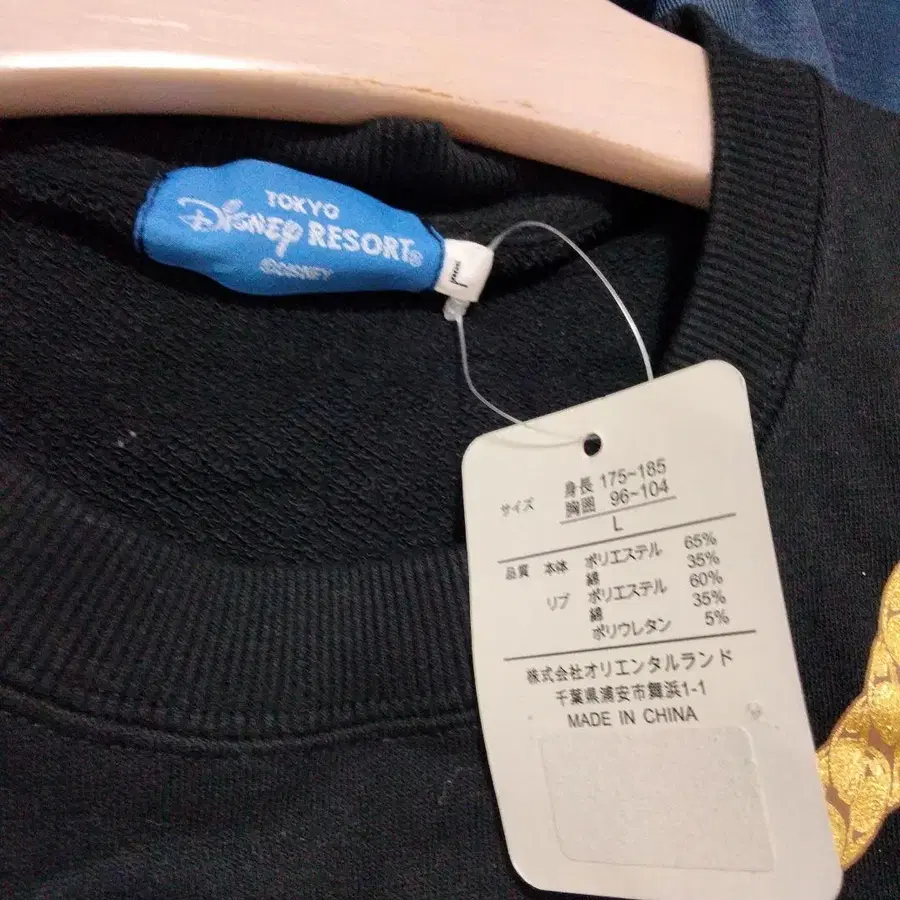 TOKYO
Disney RESORT®
©DISNEY
L
サイズ 身長 175~185
胸囲 96~104
L
品質 本体 ポリエステル 65%
綿 35%
リブ ポリエステル 60%
綿 35%
ポリウレタン 5%
株式会社オリエンタルランド
千葉県浦安市舞浜1-1
MADE IN CHINA